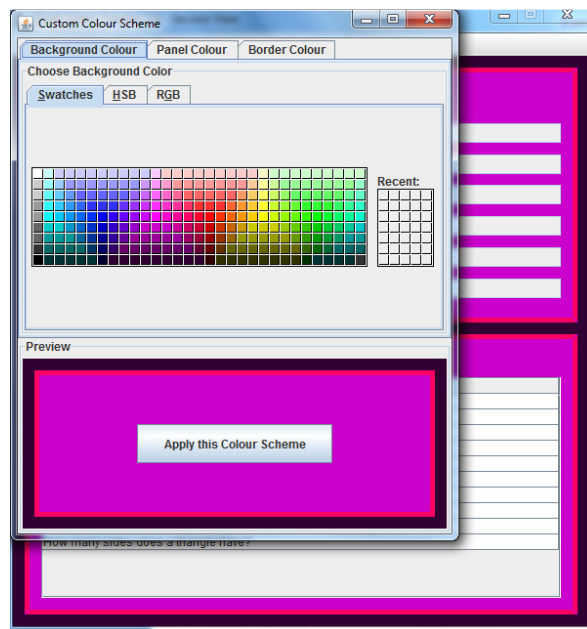 Custom Colour Scheme
Background Colour Panel Colour Border Colour
Choose Background Color
Swatches HSB RGB
Recent:
Preview
Apply this Colour Scheme
How many sides does a triangle have?